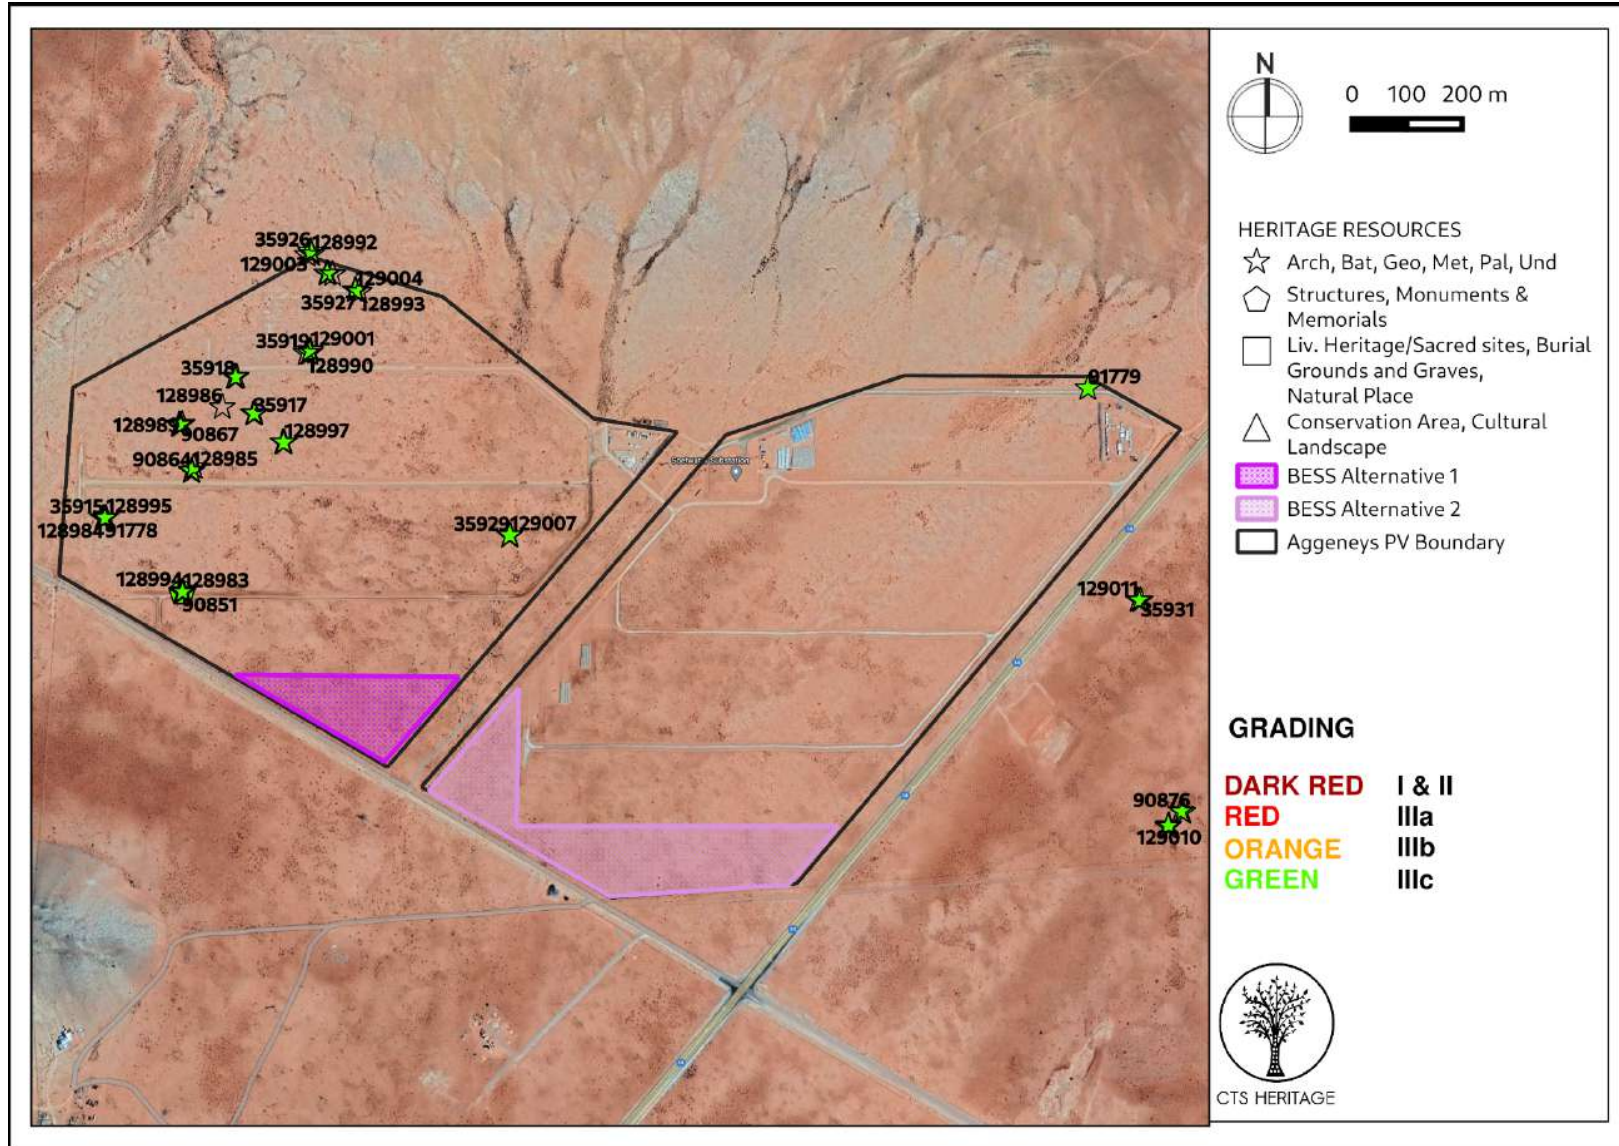 N
0 100 200 m
HERITAGE RESOURCES
Arch, Bat, Geo, Met, Pal, Und
Structures, Monuments &
Memorials
Liv. Heritage/Sacred sites, Burial
Grounds and Graves,
Natural Place
Conservation Area, Cultural
Landscape
BESS Alternative 1
BESS Alternative 2
Aggeneys PV Boundary
GRADING
DARK RED I & II
RED IIIa
ORANGE IIIb
GREEN IIIc
CTS HERITAGE
35926 128992
129003
129004
35927 128993
35919 129001
128990
35918
128986
35917
128989
90867
128997
90864 128985
35915 128995
128984 91778
35929 129007
128994 128983
90851
91779
Substation
129011
35931
90876
129010